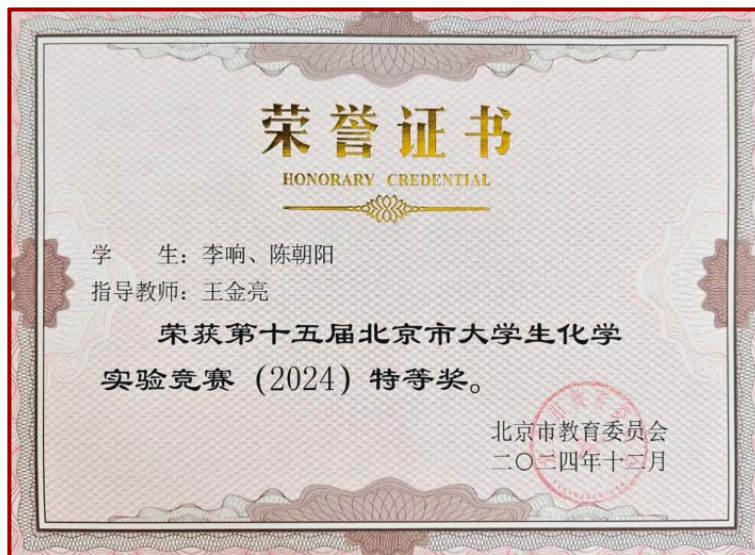 荣誉证书
HONORARY CREDENTIAL
学　　生：李响、陈朝阳
指导教师：王金亮
荣获第十五届北京市大学生化学
实验竞赛（2024）特等奖。
北京市教育委员会
二〇二四年十二月